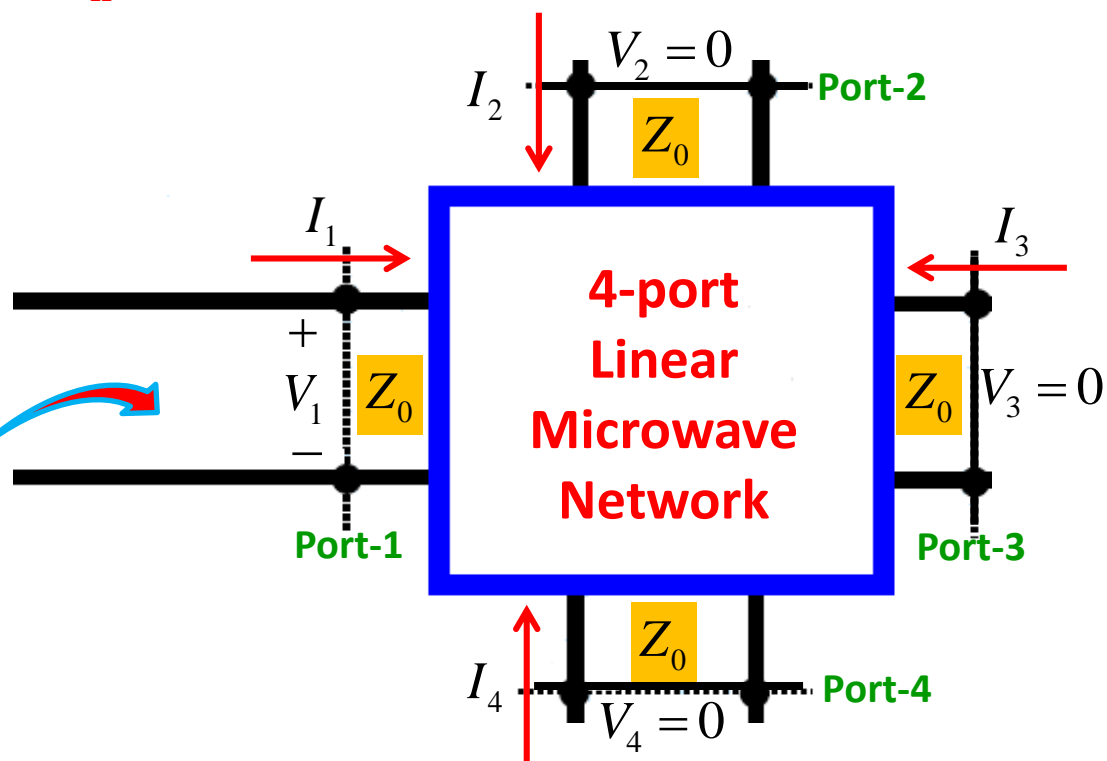 V₂ = 0
I₂
Port-2
Z₀
I₁
I₃
4-port
Linear
Microwave
Network
+
V₁
−
Z₀
Z₀
V₃ = 0
Port-1
Port-3
Z₀
I₄
Port-4
V₄ = 0